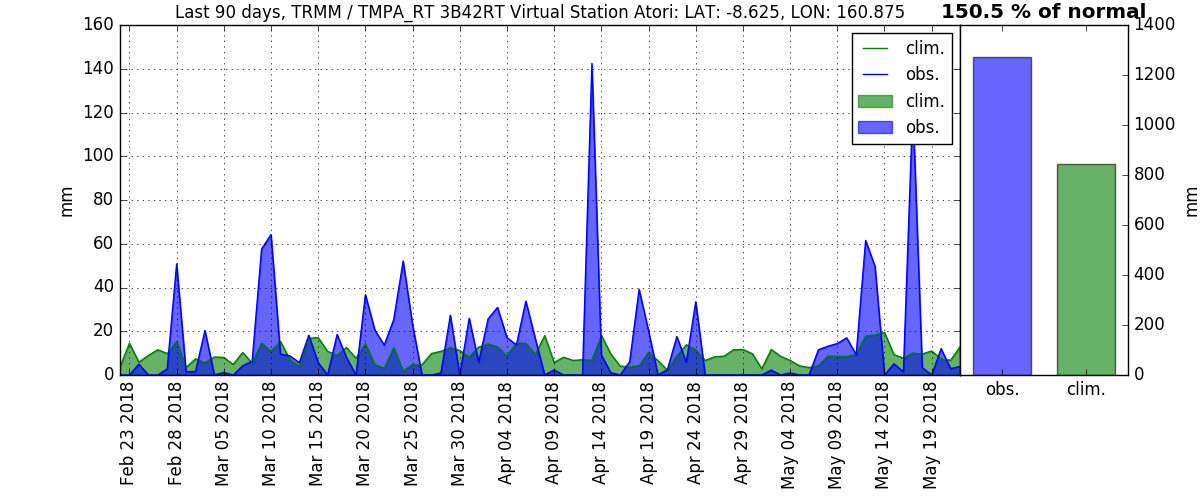 Last 90 days, TRMM / TMPA_RT 3B42RT Virtual Station Atori: LAT: -8.625, LON: 160.875
150.5 % of normal
160
140
120
100
80
60
40
20
0
mm
clim.
obs.
clim.
obs.
1400
1200
1000
800
600
400
200
0
mm
Feb 23 2018
Feb 28 2018
Mar 05 2018
Mar 10 2018
Mar 15 2018
Mar 20 2018
Mar 25 2018
Mar 30 2018
Apr 04 2018
Apr 09 2018
Apr 14 2018
Apr 19 2018
Apr 24 2018
Apr 29 2018
May 04 2018
May 09 2018
May 14 2018
May 19 2018
obs.
clim.